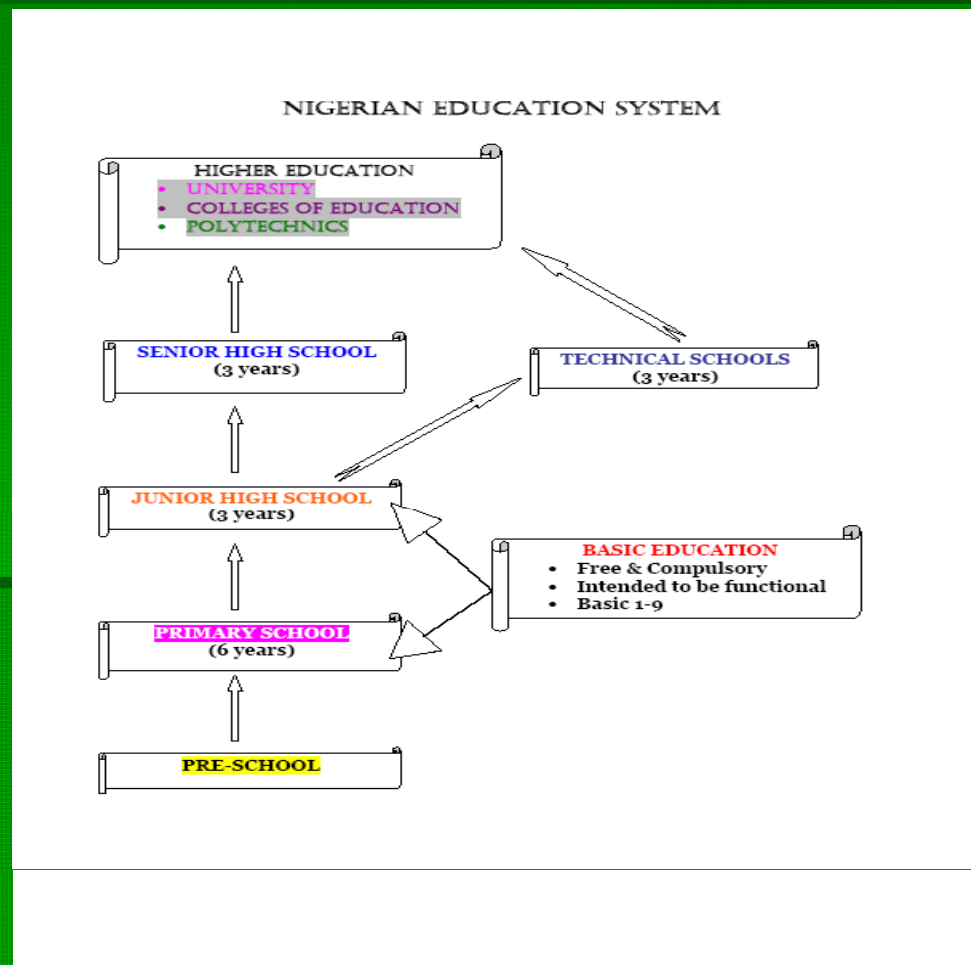 NIGERIAN EDUCATION SYSTEM
HIGHER EDUCATION
• UNIVERSITY
• COLLEGES OF EDUCATION
• POLYTECHNICS
SENIOR HIGH SCHOOL
(3 years)
TECHNICAL SCHOOLS
(3 years)
JUNIOR HIGH SCHOOL
(3 years)
BASIC EDUCATION
• Free & Compulsory
• Intended to be functional
• Basic 1-9
PRIMARY SCHOOL
(6 years)
PRE-SCHOOL